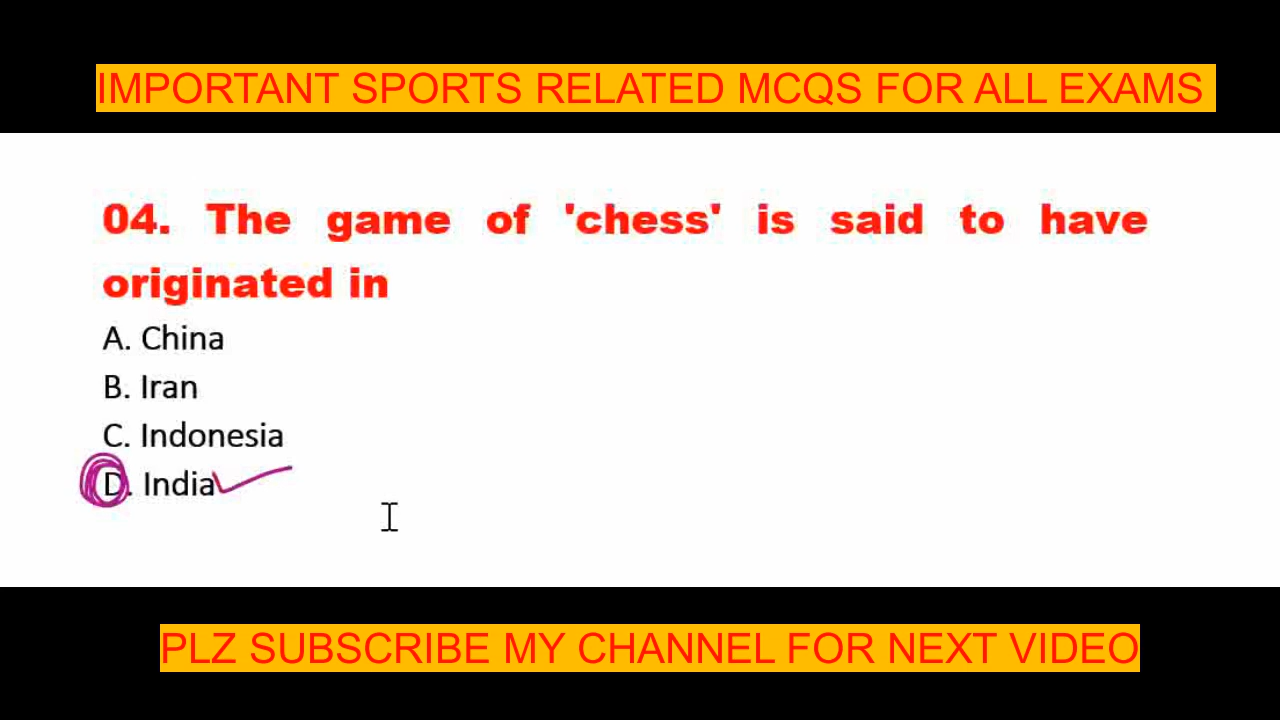 IMPORTANT SPORTS RELATED MCQS FOR ALL EXAMS
04. The game of 'chess' is said to have
originated in
A. China
B. Iran
C. Indonesia
D. India
PLZ SUBSCRIBE MY CHANNEL FOR NEXT VIDEO